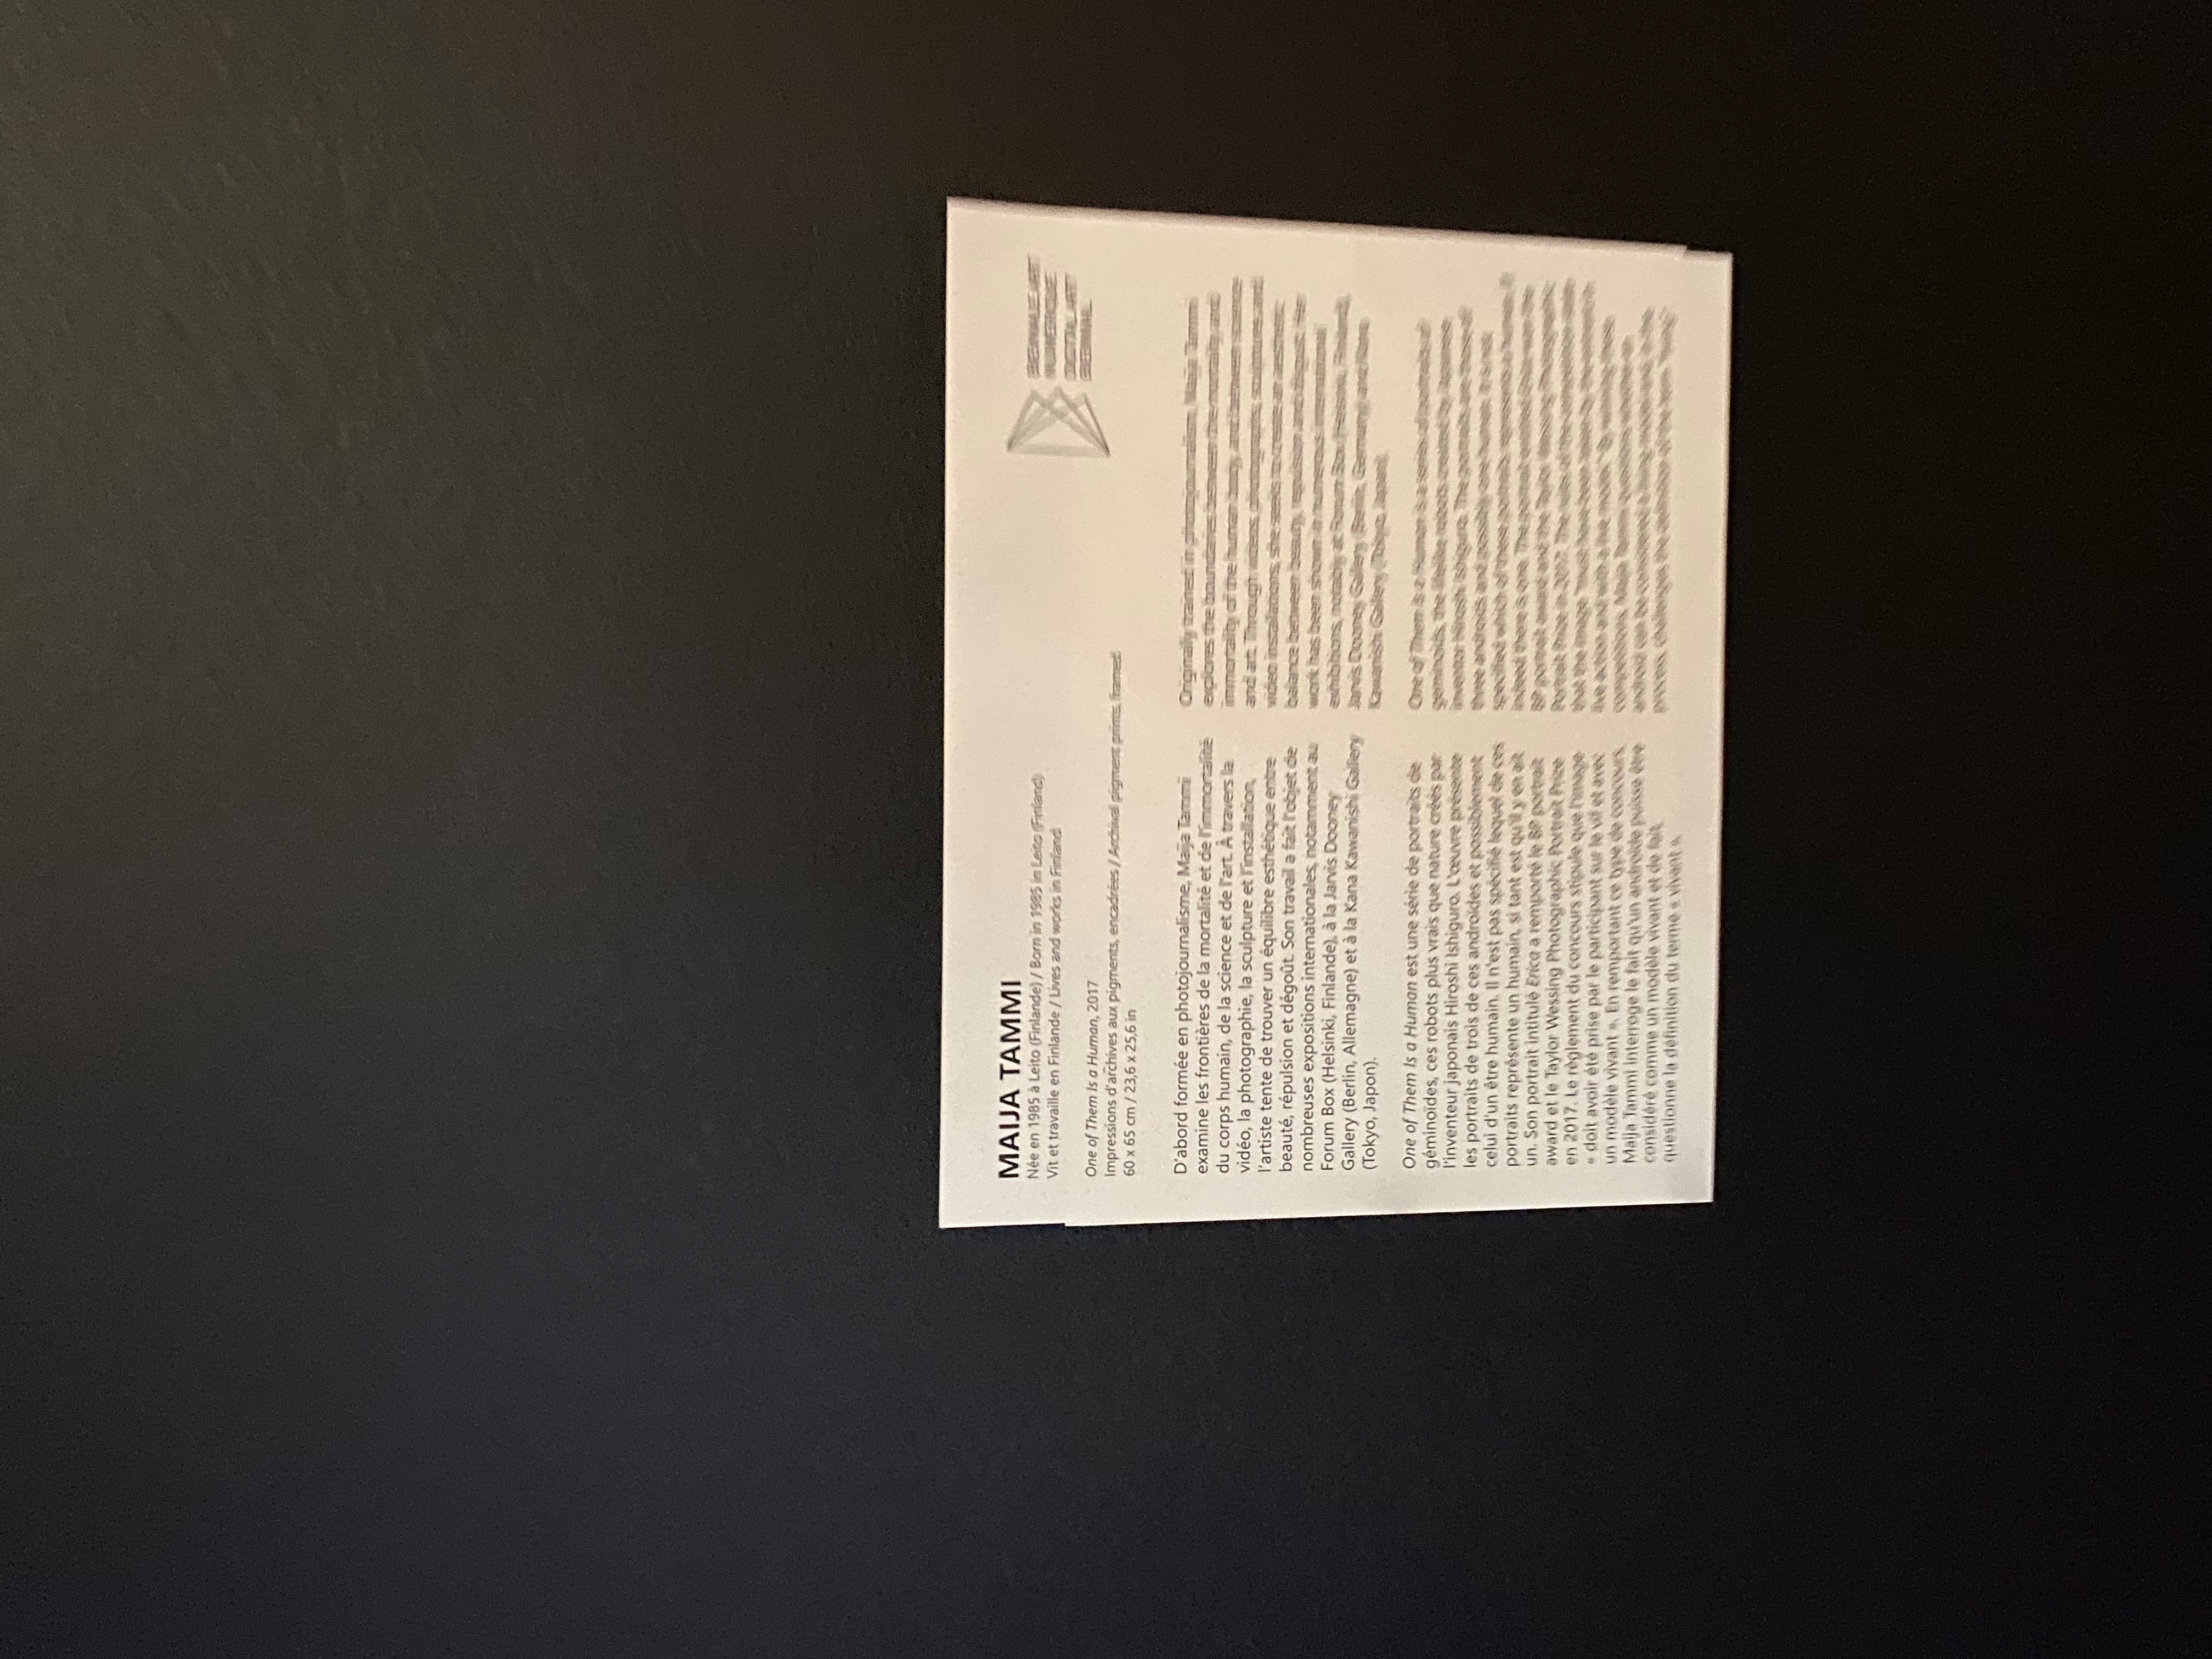 MAIJA TAMMI
Née en 1985 à Leito (Finlande) / Born in 1985 in Leito (Finland)
Vit et travaille en Finlande / Lives and works in Finland
One of Them Is a Human, 2017
Impressions d'archives aux pigments, encadrées / Archival pigment prints, framed
60 x 65 cm / 23,6 x 25,6 in
BIENNALE ART
NUMÉRIQUE
DIGITAL ART
BIENNIAL
D'abord formée en photojournalisme, Maija Tammi
examine les frontières de la mortalité et de l'immortalité
du corps humain, de la science et de l'art. À travers la
vidéo, la photographie, la sculpture et l'installation,
l'artiste tente de trouver un équilibre esthétique entre
beauté, répulsion et dégoût. Son travail a fait l'objet de
nombreuses expositions internationales, notamment au
Forum Box (Helsinki, Finlande), à la Jarvis Dooney
Gallery (Berlin, Allemagne) et à la Kana Kawanishi Gallery
(Tokyo, Japon).
One of Them Is a Human est une série de portraits de
géminoïdes, ces robots plus vrais que nature créés par
l'inventeur japonais Hiroshi Ishiguro. L'œuvre présente
les portraits de trois de ces androïdes et possiblement
celui d'un être humain. Il n'est pas spécifié lequel de ces
portraits représente un humain, si tant est qu'il y en ait
un. Son portrait intitulé Erica a remporté le BP portrait
award et le Taylor Wessing Photographic Portrait Prize
en 2017. Le règlement du concours stipule que l'image
« doit avoir été prise par le participant sur le vif et avec
un modèle vivant ». En remportant ce type de concours,
Maija Tammi interroge le fait qu'un androïde puisse être
considéré comme un modèle vivant et de fait,
questionne la définition du terme « vivant ».
Originally trained in photojournalism, Maija Tammi
explores the boundaries between the mortality and
immortality of the human body, and between science
and art. Through videos, photographs, sculptures and
video installations, she seeks to create an aesthetic
balance between beauty, repulsion and disgust. Her
work has been shown in numerous international
exhibitions, notably at Forum Box (Helsinki, Finland),
Jarvis Dooney Gallery (Berlin, Germany) and Kana
Kawanishi Gallery (Tokyo, Japan).
One of Them Is a Human is a series of portraits of
geminoids, the lifelike robots created by Japanese
inventor Hiroshi Ishiguro. The portraits are those of
three androids and possibly one human. It is not
specified which of these portraits represents a human, if
indeed there is one. The portrait entitled Erica won the
BP portrait award and the Taylor Wessing Photographic
Portrait Prize in 2017. The rules of the competition state
that the image "must have been taken by the in
live action and with a live model." By winning these
competitions, Maija Tammi questions whether an
android can be considered a living model and, in the
process, challenges the definition of the term "living".